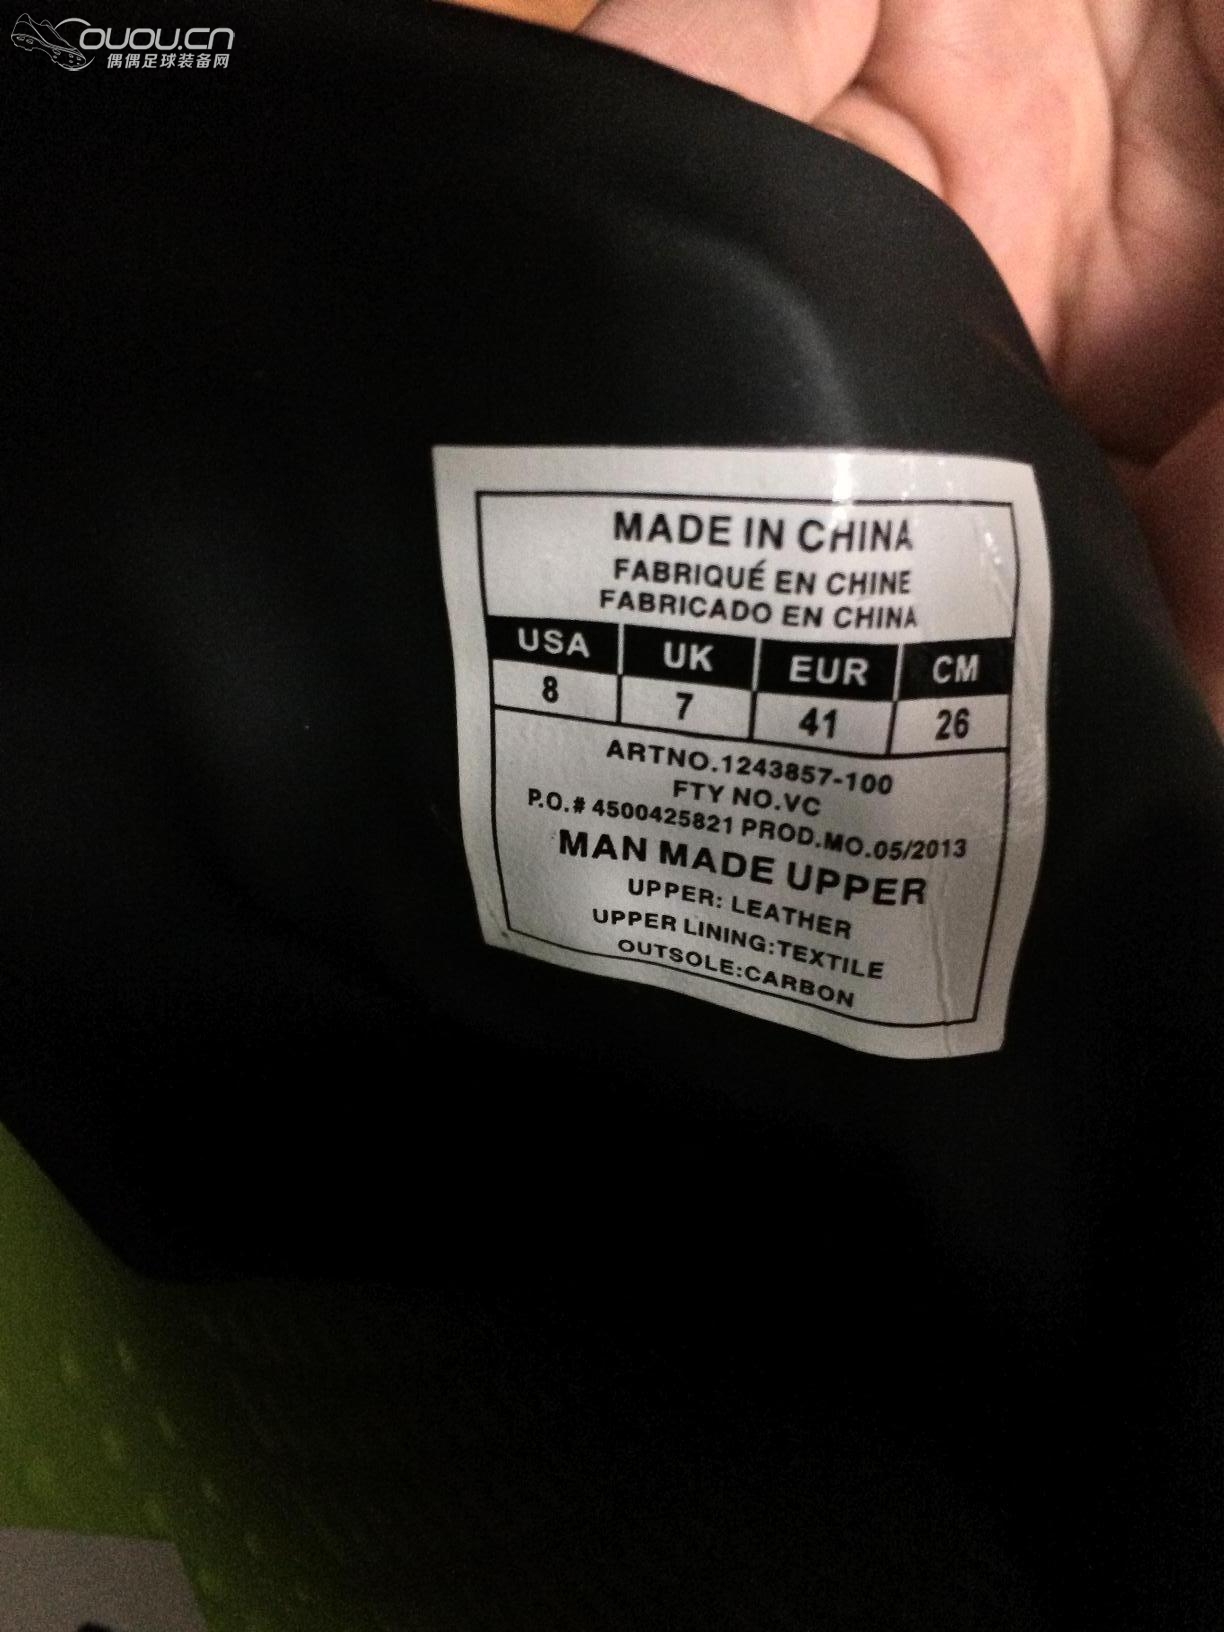 OUOU.CN
偶偶足球装备网
MADE IN CHINA
FABRIQUÉ EN CHINE
FABRICADO EN CHINA
USA UK EUR CM
8 7 41 26
ARTNO.1243857-100
FTY NO.VC
P.O.# 4500425821 PROD.MO.05/2013
MAN MADE UPPER
UPPER: LEATHER
UPPER LINING:TEXTILE
OUTSOLE:CARBON